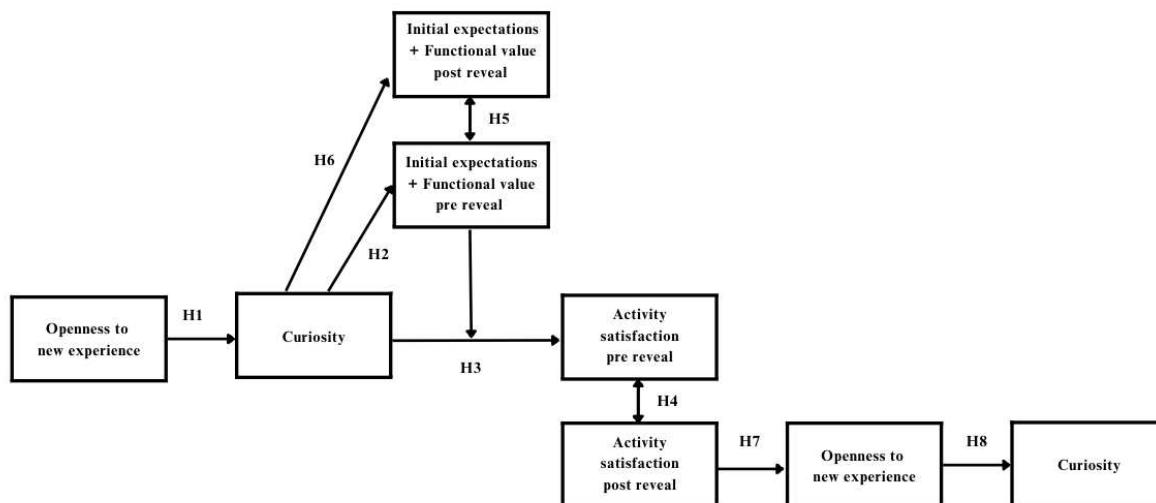 Initial expectations
+ Functional value
post reveal
H5
H6
Initial expectations
+ Functional value
pre reveal
H2
Openness to
new experience
H1
Curiosity
H3
Activity
satisfaction
pre reveal
H4
Activity
satisfaction
post reveal
H7
Openness to
new experience
H8
Curiosity